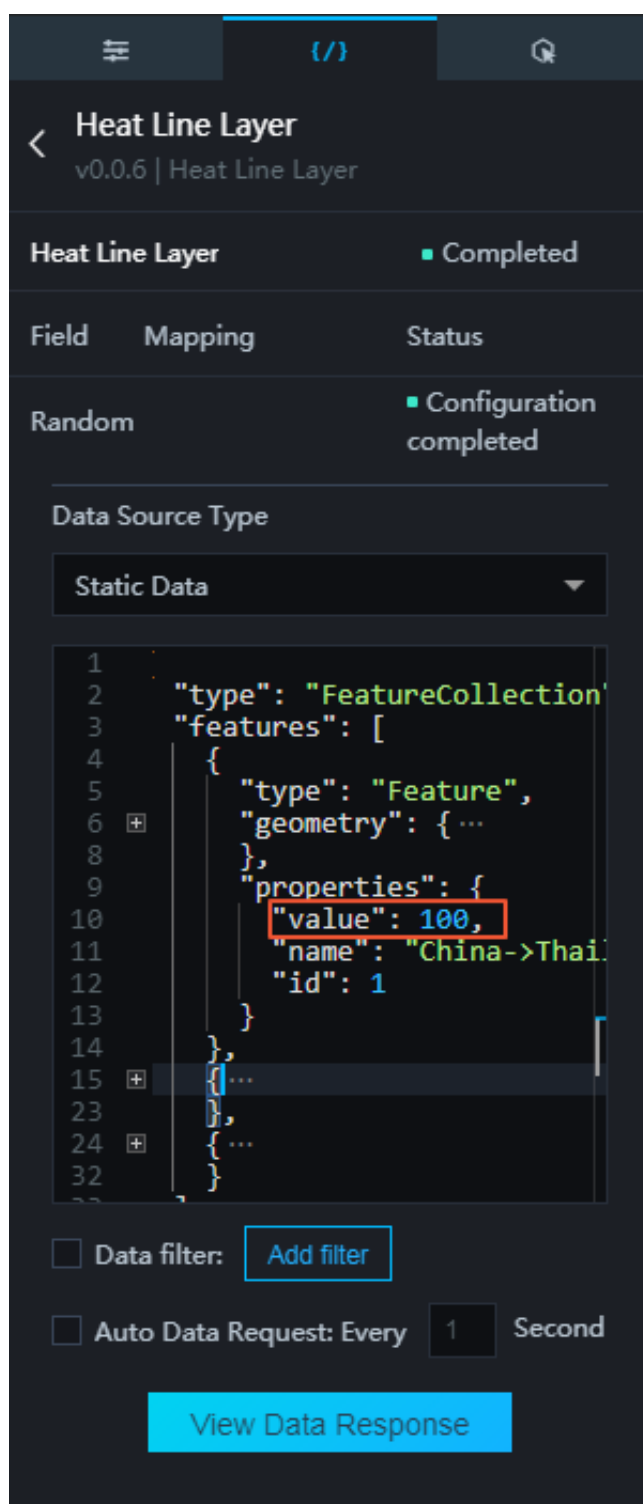 {/}
Heat Line Layer
v0.0.6 | Heat Line Layer
Heat Line Layer Completed
Field Mapping Status
Random Configuration completed
Data Source Type
Static Data
1
2 "type": "FeatureCollection"
3 "features": [
4 {
5 "type": "Feature",
6 "geometry": { ...
8 },
9 "properties": {
10 "value": 100,
11 "name": "China->Thai
12 "id": 1
13 }
14 },
15 { ...
23 },
24 { ...
32 }
Data filter: Add filter
Auto Data Request: Every 1 Second
View Data Response